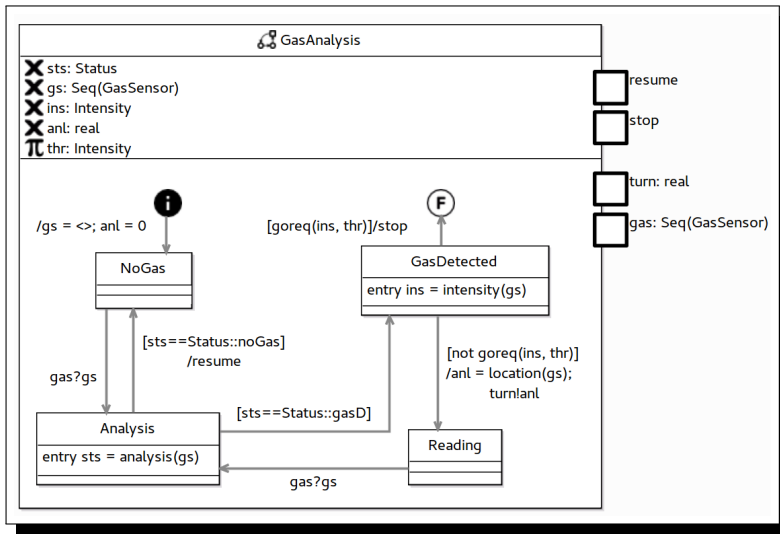 GasAnalysis
sts: Status
gs: Seq(GasSensor)
ins: Intensity
anl: real
π thr: Intensity
resume
stop
turn: real
gas: Seq(GasSensor)
i
F
/gs = <>; anl = 0
[goreq(ins, thr)]/stop
NoGas
GasDetected
entry ins = intensity(gs)
[sts==Status::noGas]
/resume
[not goreq(ins, thr)]
/anl = location(gs);
turn!anl
gas?gs
[sts==Status::gasD]
Analysis
entry sts = analysis(gs)
Reading
gas?gs